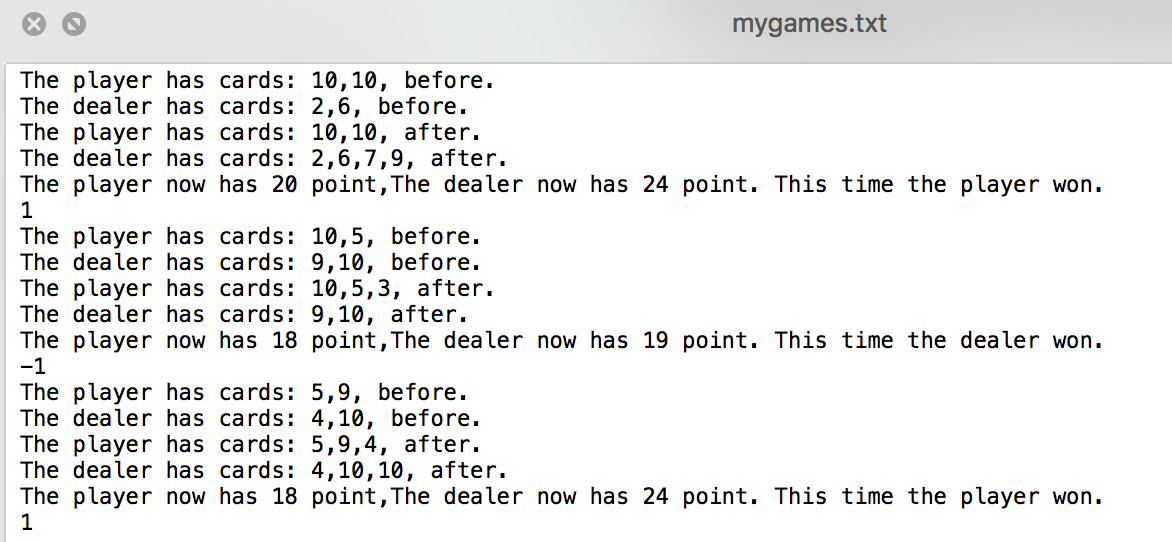 mygames.txt
The player has cards: 10,10, before.
The dealer has cards: 2,6, before.
The player has cards: 10,10, after.
The dealer has cards: 2,6,7,9, after.
The player now has 20 point,The dealer now has 24 point. This time the player won.
1
The player has cards: 10,5, before.
The dealer has cards: 9,10, before.
The player has cards: 10,5,3, after.
The dealer has cards: 9,10, after.
The player now has 18 point,The dealer now has 19 point. This time the dealer won.
-1
The player has cards: 5,9, before.
The dealer has cards: 4,10, before.
The player has cards: 5,9,4, after.
The dealer has cards: 4,10,10, after.
The player now has 18 point,The dealer now has 24 point. This time the player won.
1